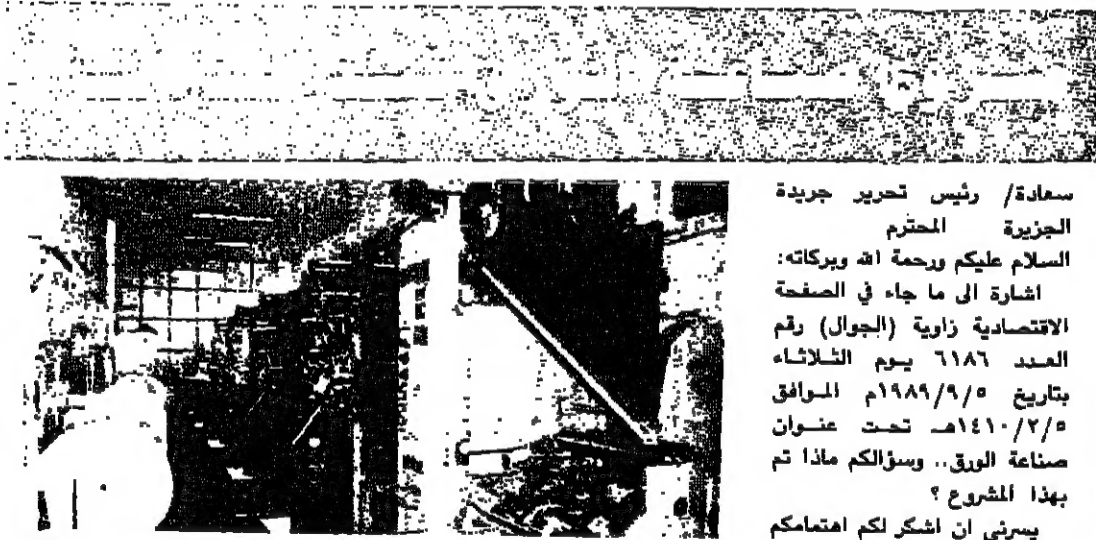 سعادة/ رئيس تحرير جريدة
الجزيرة المحترم
السلام عليكم ورحمة الله وبركاته:
اشارة الى ما جاء في الصفحة
الاقتصادية زاوية (الجوال) رقم
العدد ٦١٨٦ يوم الثلاثاء
بتاريخ ١٩٨٩/٩/٥م الموافق
١٤١٠/٢/٥هـ تحت عنوان
صناعة الورق.. وسؤالكم ماذا تم
بهذا المشروع ؟
يسرني ان اشكر لكم اهتمامكم